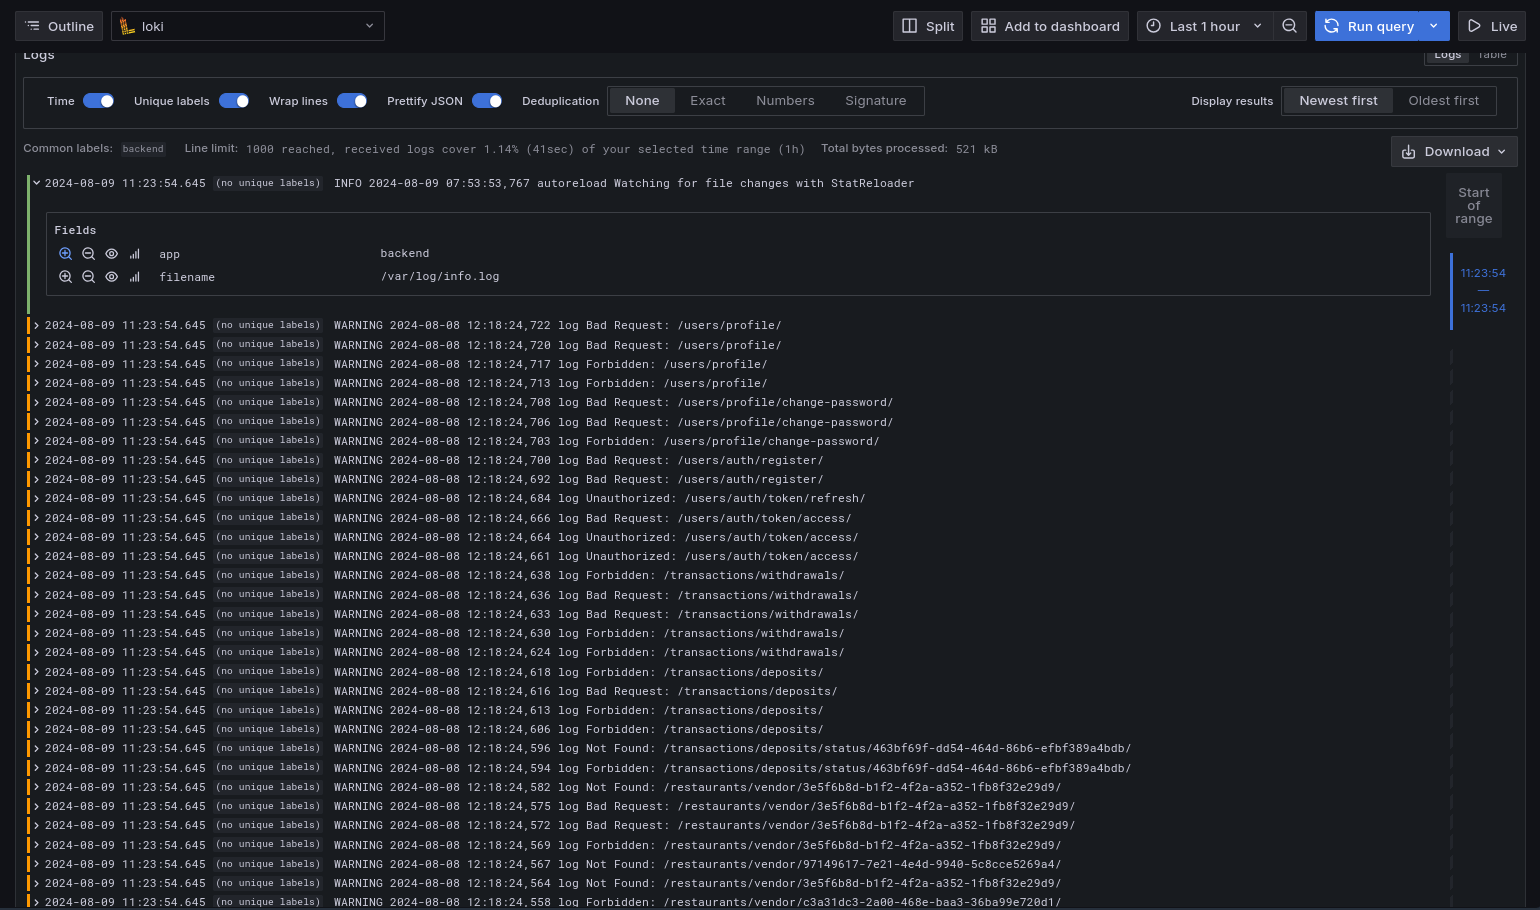 Outline loki Split Add to dashboard Last 1 hour Run query Live
Logs Logs Table
Time Unique labels Wrap lines Prettify JSON Deduplication None Exact Numbers Signature Display results Newest first Oldest first
Common labels: backend Line limit: 1000 reached, received logs cover 1.14% (41sec) of your selected time range (1h) Total bytes processed: 521 kB
Download
2024-08-09 11:23:54.645 (no unique labels) INFO 2024-08-09 07:53:53,767 autoreload Watching for file changes with StatReloader
Start
of
range
Fields
app backend
filename /var/log/info.log
11:23:54
—
11:23:54
2024-08-09 11:23:54.645 (no unique labels) WARNING 2024-08-08 12:18:24,722 log Bad Request: /users/profile/
2024-08-09 11:23:54.645 (no unique labels) WARNING 2024-08-08 12:18:24,720 log Bad Request: /users/profile/
2024-08-09 11:23:54.645 (no unique labels) WARNING 2024-08-08 12:18:24,717 log Forbidden: /users/profile/
2024-08-09 11:23:54.645 (no unique labels) WARNING 2024-08-08 12:18:24,713 log Forbidden: /users/profile/
2024-08-09 11:23:54.645 (no unique labels) WARNING 2024-08-08 12:18:24,708 log Bad Request: /users/profile/change-password/
2024-08-09 11:23:54.645 (no unique labels) WARNING 2024-08-08 12:18:24,706 log Bad Request: /users/profile/change-password/
2024-08-09 11:23:54.645 (no unique labels) WARNING 2024-08-08 12:18:24,703 log Forbidden: /users/profile/change-password/
2024-08-09 11:23:54.645 (no unique labels) WARNING 2024-08-08 12:18:24,700 log Bad Request: /users/auth/register/
2024-08-09 11:23:54.645 (no unique labels) WARNING 2024-08-08 12:18:24,692 log Bad Request: /users/auth/register/
2024-08-09 11:23:54.645 (no unique labels) WARNING 2024-08-08 12:18:24,684 log Unauthorized: /users/auth/token/refresh/
2024-08-09 11:23:54.645 (no unique labels) WARNING 2024-08-08 12:18:24,666 log Bad Request: /users/auth/token/access/
2024-08-09 11:23:54.645 (no unique labels) WARNING 2024-08-08 12:18:24,664 log Unauthorized: /users/auth/token/access/
2024-08-09 11:23:54.645 (no unique labels) WARNING 2024-08-08 12:18:24,661 log Unauthorized: /users/auth/token/access/
2024-08-09 11:23:54.645 (no unique labels) WARNING 2024-08-08 12:18:24,638 log Forbidden: /transactions/withdrawals/
2024-08-09 11:23:54.645 (no unique labels) WARNING 2024-08-08 12:18:24,636 log Bad Request: /transactions/withdrawals/
2024-08-09 11:23:54.645 (no unique labels) WARNING 2024-08-08 12:18:24,633 log Bad Request: /transactions/withdrawals/
2024-08-09 11:23:54.645 (no unique labels) WARNING 2024-08-08 12:18:24,630 log Forbidden: /transactions/withdrawals/
2024-08-09 11:23:54.645 (no unique labels) WARNING 2024-08-08 12:18:24,624 log Forbidden: /transactions/withdrawals/
2024-08-09 11:23:54.645 (no unique labels) WARNING 2024-08-08 12:18:24,618 log Forbidden: /transactions/deposits/
2024-08-09 11:23:54.645 (no unique labels) WARNING 2024-08-08 12:18:24,616 log Bad Request: /transactions/deposits/
2024-08-09 11:23:54.645 (no unique labels) WARNING 2024-08-08 12:18:24,613 log Forbidden: /transactions/deposits/
2024-08-09 11:23:54.645 (no unique labels) WARNING 2024-08-08 12:18:24,606 log Forbidden: /transactions/deposits/
2024-08-09 11:23:54.645 (no unique labels) WARNING 2024-08-08 12:18:24,596 log Not Found: /transactions/deposits/status/463bf69f-dd54-464d-86b6-efbf389a4bdb/
2024-08-09 11:23:54.645 (no unique labels) WARNING 2024-08-08 12:18:24,594 log Forbidden: /transactions/deposits/status/463bf69f-dd54-464d-86b6-efbf389a4bdb/
2024-08-09 11:23:54.645 (no unique labels) WARNING 2024-08-08 12:18:24,582 log Not Found: /restaurants/vendor/3e5f6b8d-b1f2-4f2a-a352-1fb8f32e29d9/
2024-08-09 11:23:54.645 (no unique labels) WARNING 2024-08-08 12:18:24,575 log Bad Request: /restaurants/vendor/3e5f6b8d-b1f2-4f2a-a352-1fb8f32e29d9/
2024-08-09 11:23:54.645 (no unique labels) WARNING 2024-08-08 12:18:24,572 log Bad Request: /restaurants/vendor/3e5f6b8d-b1f2-4f2a-a352-1fb8f32e29d9/
2024-08-09 11:23:54.645 (no unique labels) WARNING 2024-08-08 12:18:24,569 log Forbidden: /restaurants/vendor/3e5f6b8d-b1f2-4f2a-a352-1fb8f32e29d9/
2024-08-09 11:23:54.645 (no unique labels) WARNING 2024-08-08 12:18:24,567 log Not Found: /restaurants/vendor/97149617-7e21-4e4d-9940-5c8cce5269a4/
2024-08-09 11:23:54.645 (no unique labels) WARNING 2024-08-08 12:18:24,564 log Not Found: /restaurants/vendor/3e5f6b8d-b1f2-4f2a-a352-1fb8f32e29d9/
2024-08-09 11:23:54.645 (no unique labels) WARNING 2024-08-08 12:18:24,558 log Forbidden: /restaurants/vendor/c3a31dc3-2a00-468e-baa3-36ba99e720d1/